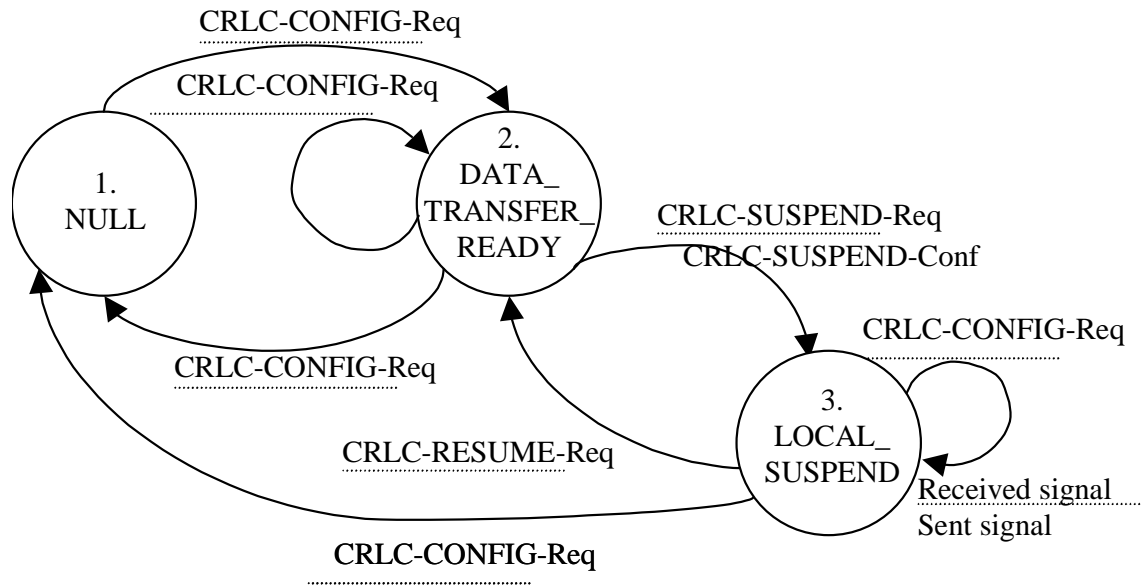 CRLC-CONFIG-Req
CRLC-CONFIG-Req
1.
NULL
2.
DATA_
TRANSFER_
READY
CRLC-SUSPEND-Req
CRLC-SUSPEND-Conf
CRLC-CONFIG-Req
CRLC-CONFIG-Req
3.
LOCAL_
SUSPEND
CRLC-RESUME-Req
Received signal
Sent signal
CRLC-CONFIG-Req